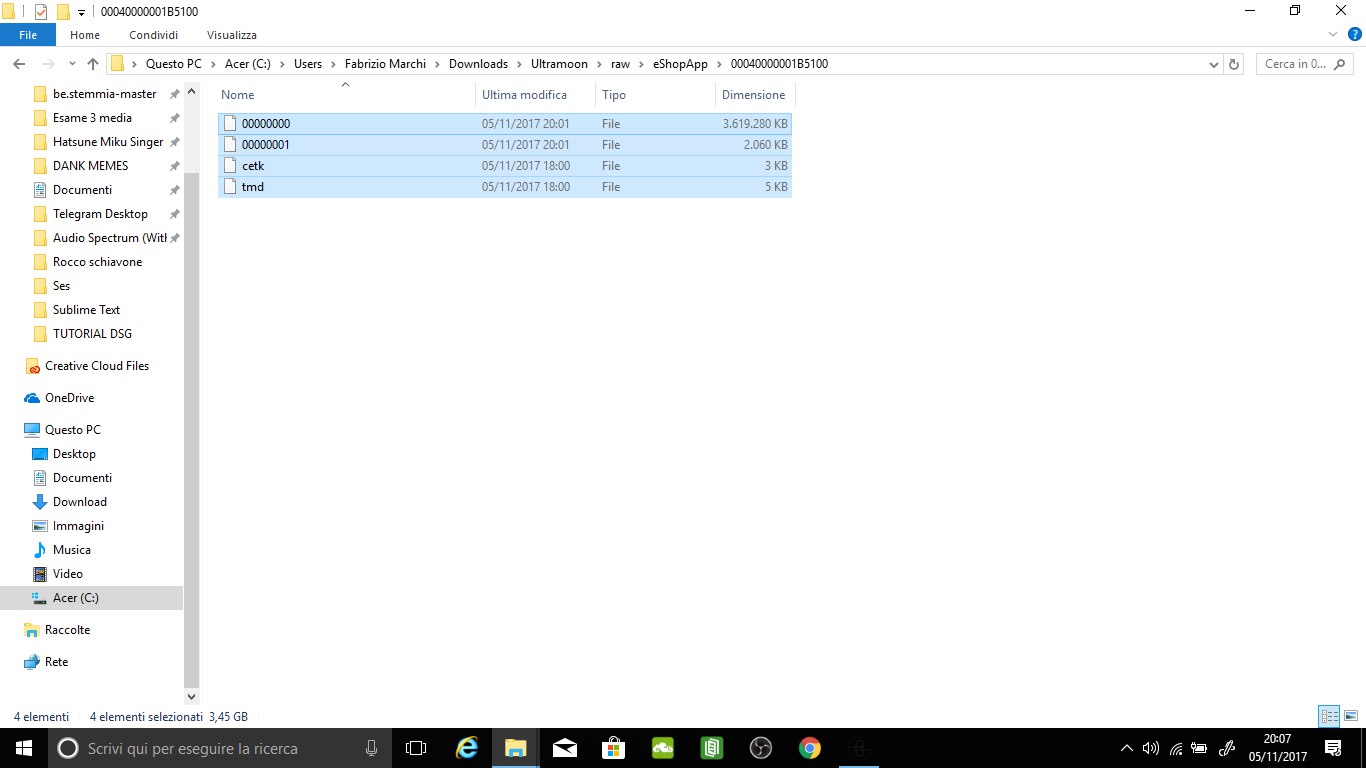 00040000001B5100
File Home Condividi Visualizza
Questo PC Acer (C:) Users Fabrizio Marchi Downloads Ultramoon raw eShopApp 00040000001B5100 Cerca in 0...
Nome Ultima modifica Tipo Dimensione
00000000 05/11/2017 20:01 File 3.619.280 KB
00000001 05/11/2017 20:01 File 2.060 KB
cetk 05/11/2017 18:00 File 3 KB
tmd 05/11/2017 18:00 File 5 KB
be.stemmia-master
Esame 3 media
Hatsune Miku Singer
DANK MEMES
Documenti
Telegram Desktop
Audio Spectrum (Witl
Rocco schiavone
Ses
Sublime Text
TUTORIAL DSG
Creative Cloud Files
OneDrive
Questo PC
Desktop
Documenti
Download
Immagini
Musica
Video
Acer (C:)
Raccolte
Rete
4 elementi 4 elementi selezionati 3,45 GB
Scrivi qui per eseguire la ricerca
20:07
05/11/2017